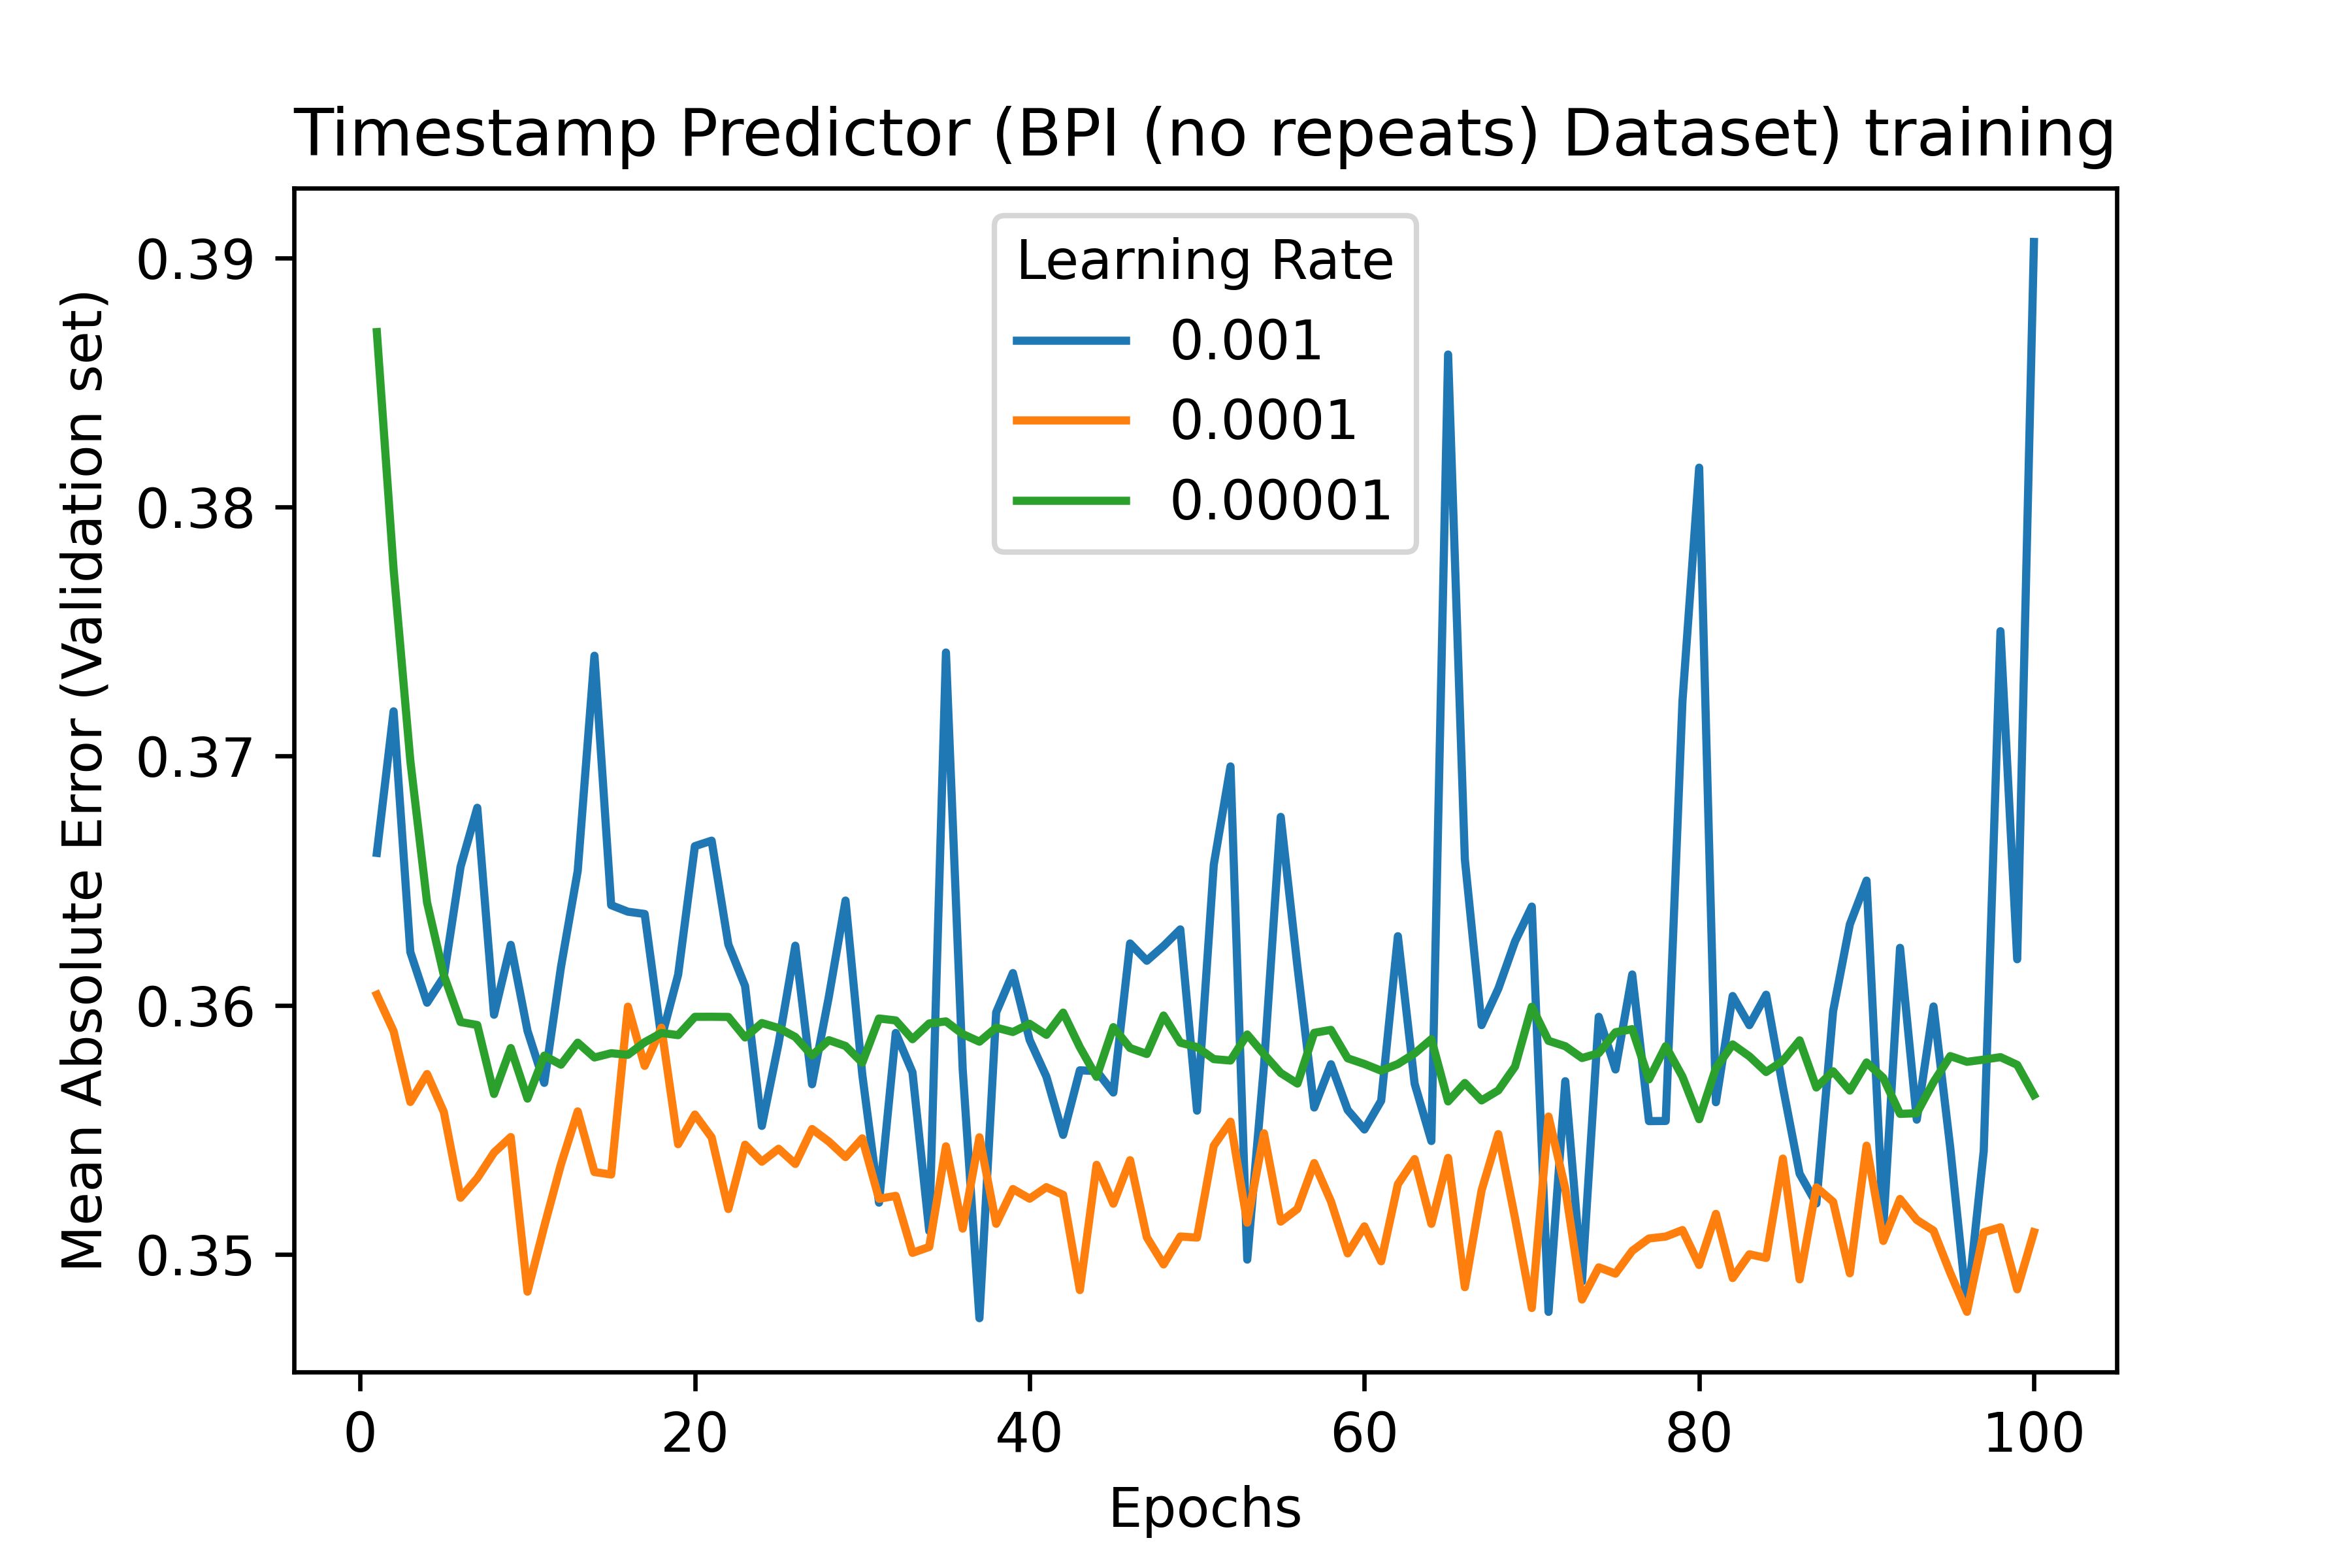 Timestamp Predictor (BPI (no repeats) Dataset) training
Mean Absolute Error (Validation set)
0.39
0.38
0.37
0.36
0.35
Learning Rate
0.001
0.0001
0.00001
0 20 40 60 80 100
Epochs